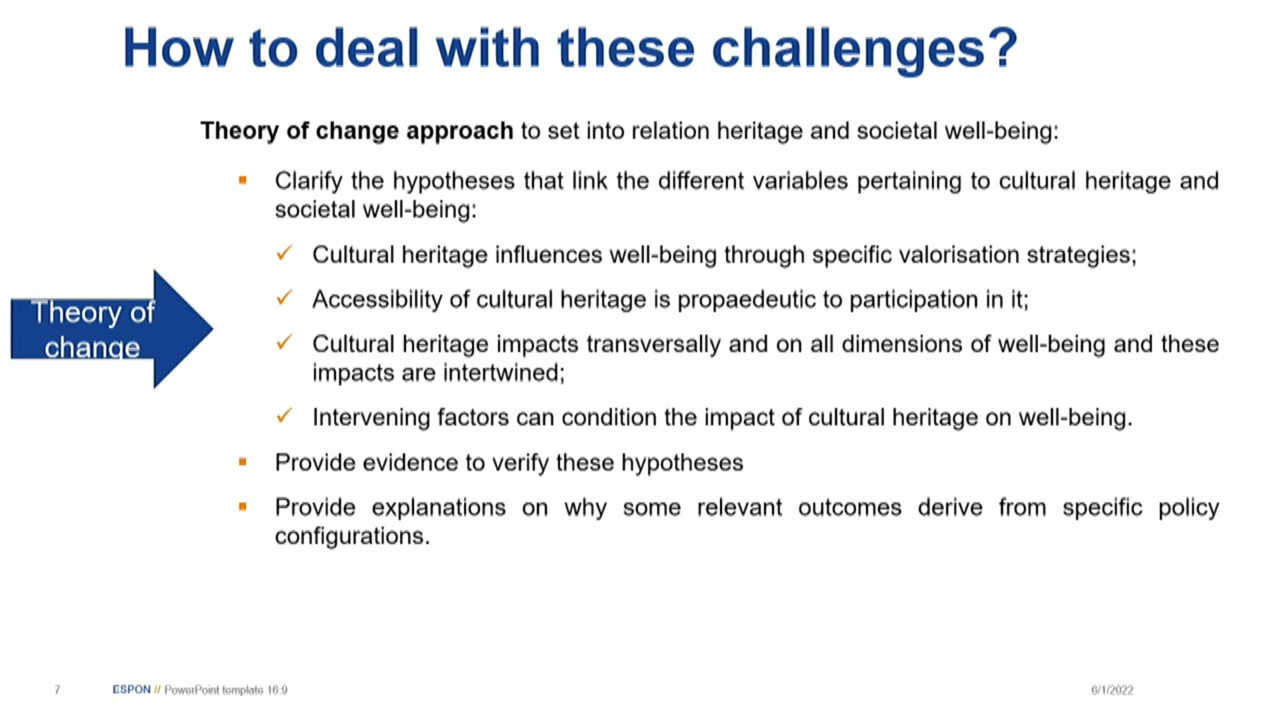 How to deal with these challenges?
Theory of change approach to set into relation heritage and societal well-being:
▪ Clarify the hypotheses that link the different variables pertaining to cultural heritage and
societal well-being:
✓ Cultural heritage influences well-being through specific valorisation strategies;
✓ Accessibility of cultural heritage is propaedeutic to participation in it;
✓ Cultural heritage impacts transversally and on all dimensions of well-being and these
impacts are intertwined;
✓ Intervening factors can condition the impact of cultural heritage on well-being.
▪ Provide evidence to verify these hypotheses
▪ Provide explanations on why some relevant outcomes derive from specific policy
configurations.
Theory of
change
7 ESPON // PowerPoint template 16:9 6/1/2022